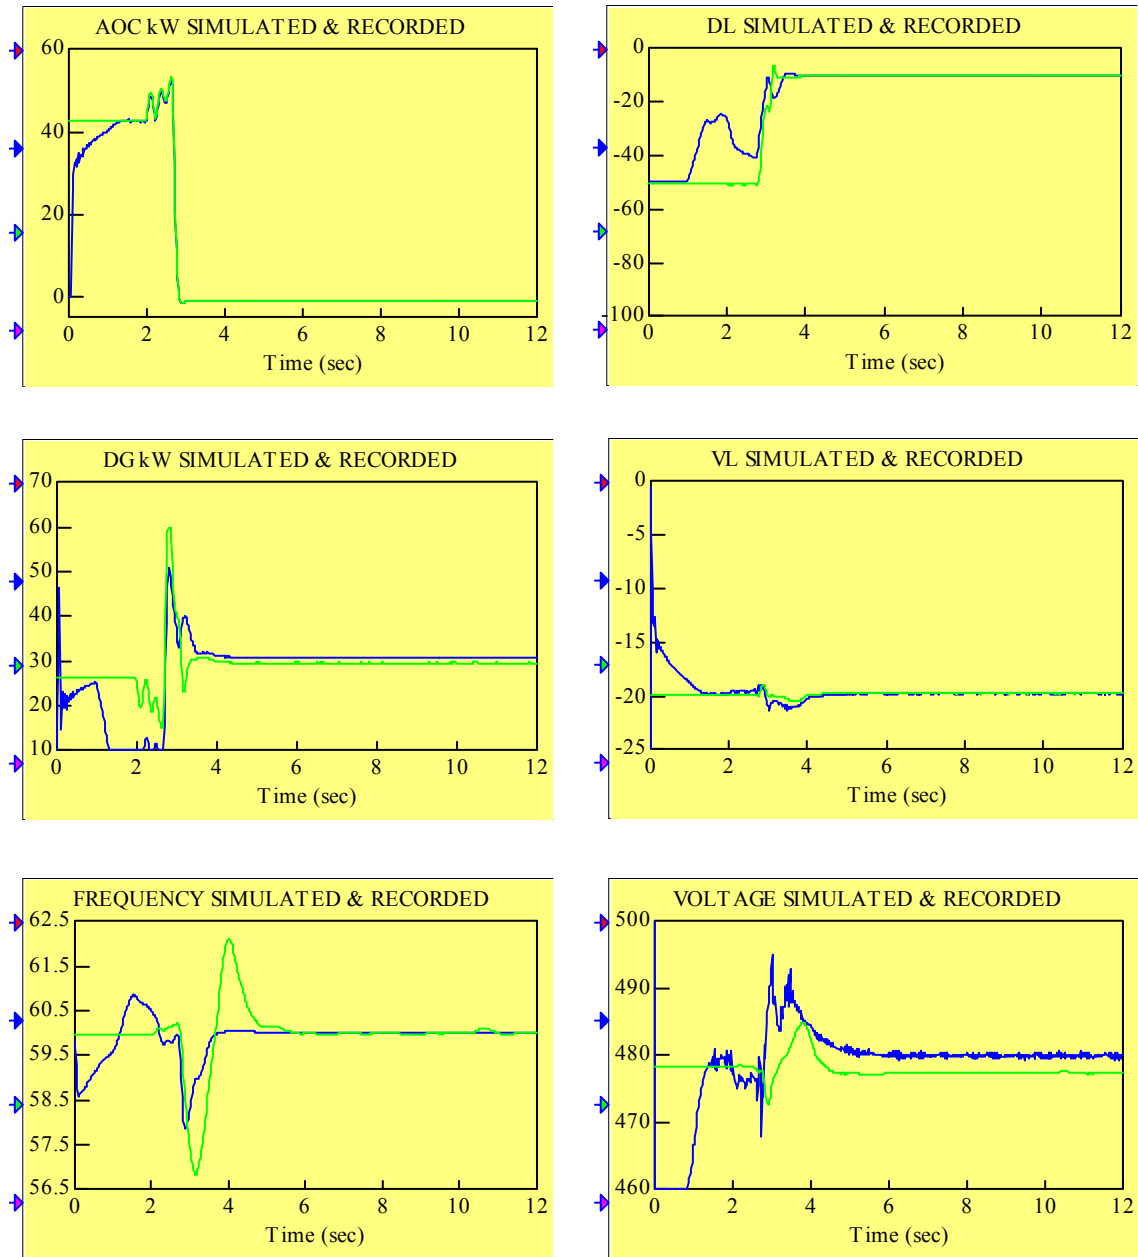 AOC kW SIMULATED & RECORDED
60
40
20
0
0 2 4 6 8 10 12
Time (sec)
DL SIMULATED & RECORDED
0
-20
-40
-60
-80
-100
0 2 4 6 8 10 12
Time (sec)
DG kW SIMULATED & RECORDED
70
60
50
40
30
20
10
0 2 4 6 8 10 12
Time (sec)
VL SIMULATED & RECORDED
0
-5
-10
-15
-20
-25
0 2 4 6 8 10 12
Time (sec)
FREQUENCY SIMULATED & RECORDED
62.5
61.5
60.5
59.5
58.5
57.5
56.5
0 2 4 6 8 10 12
Time (sec)
VOLTAGE SIMULATED & RECORDED
500
490
480
470
460
0 2 4 6 8 10 12
Time (sec)